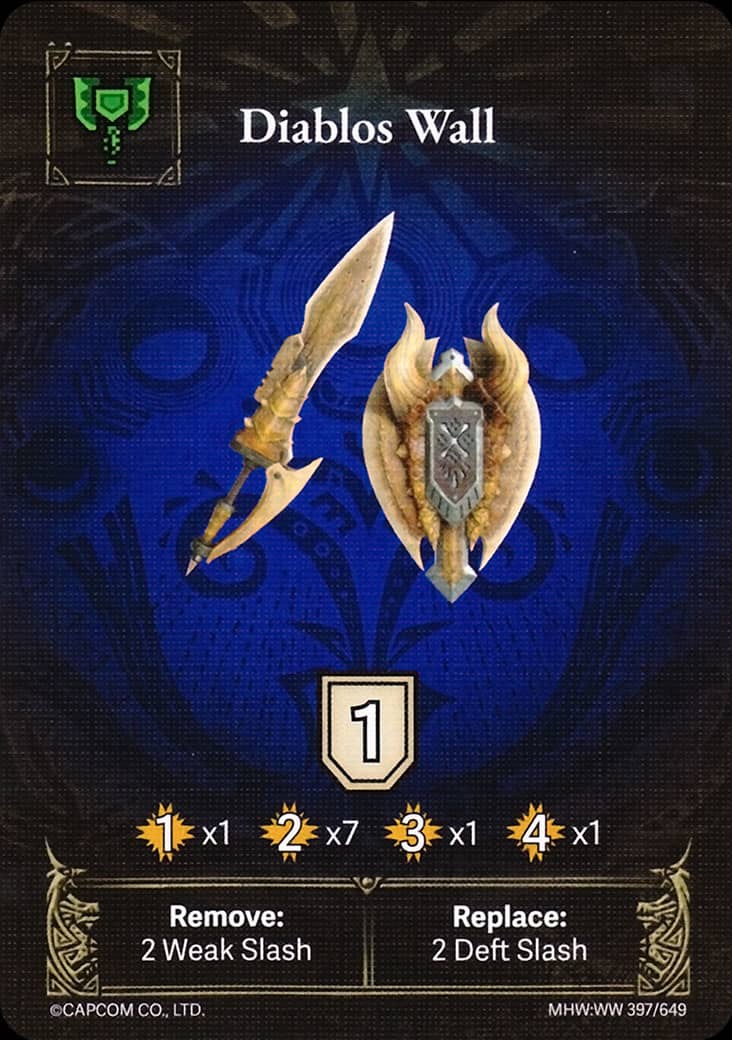 Diablos Wall
1
1 x1 2 x7 3 x1 4 x1
Remove:
2 Weak Slash
Replace:
2 Deft Slash
©CAPCOM CO., LTD.
MHW:WW 397/649